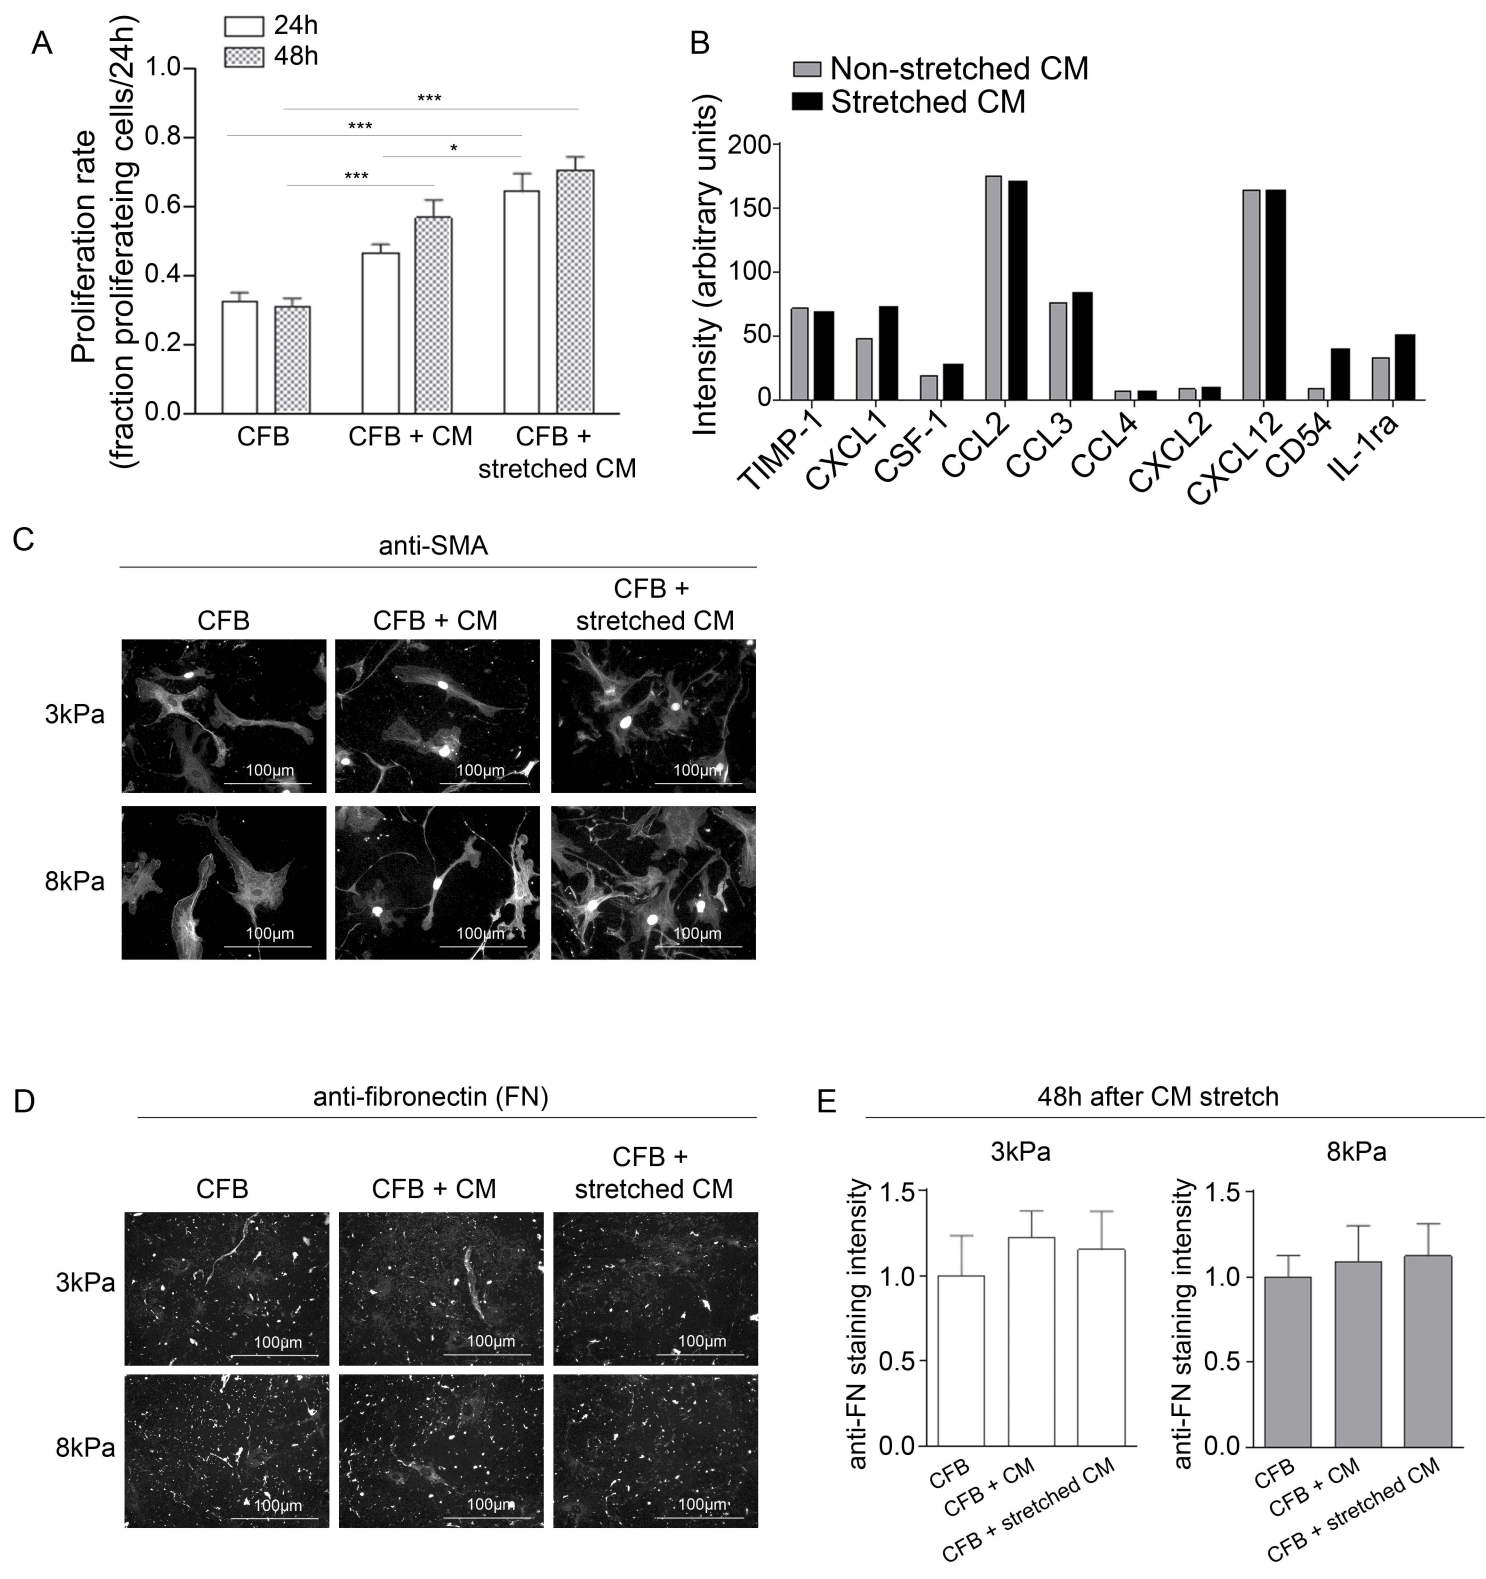 A
24h
48h
Proliferation rate
(fraction proliferateing cells/24h)
1.0
0.8
0.6
0.4
0.2
0.0
***
***
*
***
CFB
CFB + CM
CFB +
stretched CM
B
Non-stretched CM
Stretched CM
Intensity (arbitrary units)
200
150
100
50
0
TIMP-1
CXCL1
CSF-1
CCL2
CCL3
CCL4
CXCL2
CXCL12
CD54
IL-1ra
C
anti-SMA
CFB
CFB + CM
CFB +
stretched CM
3kPa
100µm
100µm
100µm
8kPa
100µm
100µm
100µm
D
anti-fibronectin (FN)
CFB
CFB + CM
CFB +
stretched CM
3kPa
100µm
100µm
100µm
8kPa
100µm
100µm
100µm
E
48h after CM stretch
3kPa
anti-FN staining intensity
1.5
1.0
0.5
0.0
CFB
CFB + CM
CFB + stretched CM
8kPa
anti-FN staining intensity
1.5
1.0
0.5
0.0
CFB
CFB + CM
CFB + stretched CM